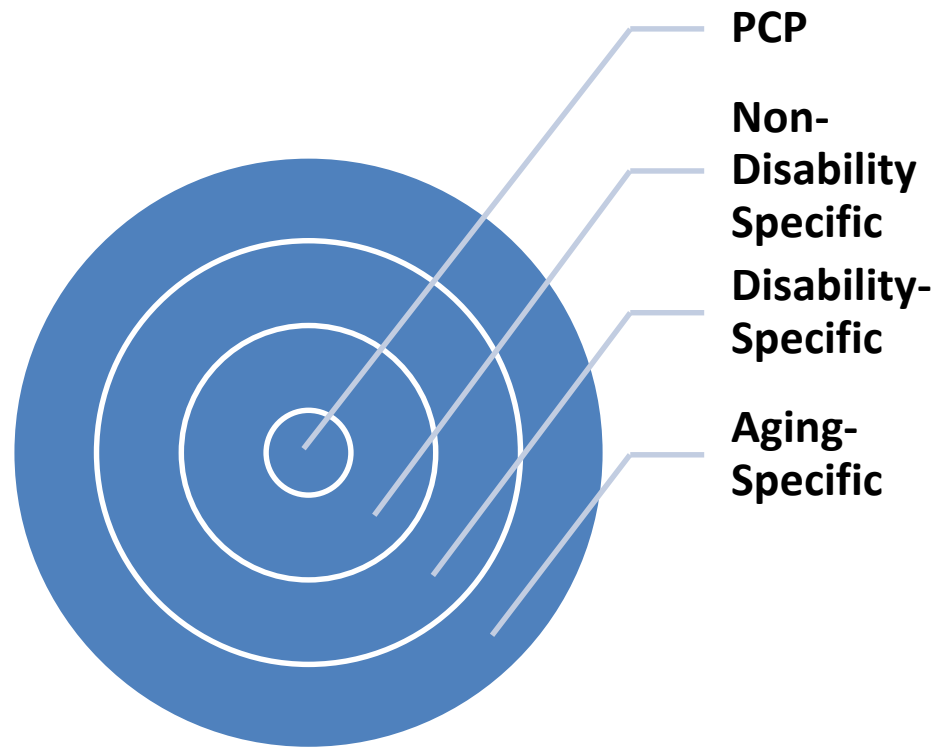 PCP
Non-
Disability
Specific
Disability-
Specific
Aging-
Specific